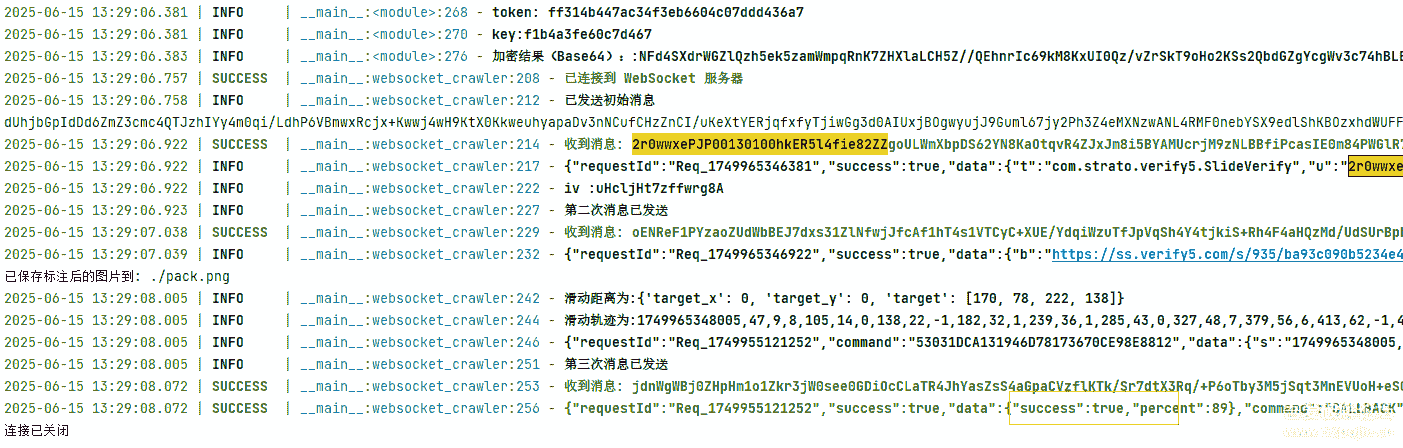 2025-06-15 13:29:06.381 | INFO     | __main__:<module>:268 - token: ff314b447ac34f3eb6604c07ddd436a7
2025-06-15 13:29:06.381 | INFO     | __main__:<module>:270 - key:f1b4a3fe60c7d467
2025-06-15 13:29:06.383 | INFO     | __main__:<module>:276 - 加密结果（Base64）：:NFd4SXdrWGZlQzh5ek5zamWmpqRnK7ZHXlaLCH5Z//QEhnrIc69kM8KxUI0Qz/vZrSkT9oHo2KSs2QbdGZgYcgWv3c74hBLE
2025-06-15 13:29:06.757 | SUCCESS  | __main__:websocket_crawler:208 - 已连接到 WebSocket 服务器
2025-06-15 13:29:06.758 | INFO     | __main__:websocket_crawler:212 - 已发送初始消息
dUhjbGpIdDd6ZmZ3cmc4QTJzhIYy4m0qi/LdhP6VBmwxRcjx+Kwwj4wH9KtX0KkweuhyapaDv3nNCufCHzZnCI/uKeXtYERjqfxfyTjiwGg3d0AIUxjBOgwyujJ9Guml67jy2Ph3Z4eMXNzwANL4RMF0nebYSX9edlShKBOzxhdWUFF
2025-06-15 13:29:06.922 | SUCCESS  | __main__:websocket_crawler:214 - 收到消息: 2r0wwxePJP00130100hkER5l4fie82ZZgoULWmXbpDS62YN8KaOtqvR4ZJxJm8i5BYAMUcrjM9zNLBBfiPcasIE0m84PWGlR7
2025-06-15 13:29:06.922 | INFO     | __main__:websocket_crawler:217 - {"requestId":"Req_1749965346381","success":true,"data":{"t":"com.strato.verify5.SlideVerify","u":"2r0wwxe
2025-06-15 13:29:06.922 | INFO     | __main__:websocket_crawler:222 - iv :uHcljHt7zffwrg8A
2025-06-15 13:29:06.923 | INFO     | __main__:websocket_crawler:227 - 第二次消息已发送
2025-06-15 13:29:07.038 | SUCCESS  | __main__:websocket_crawler:229 - 收到消息: oENReF1PYzaoZUdWbBEJ7dxs31ZlNfwjJfcAf1hT4s1VTCyC+XUE/YdqiWzuTfJpVqSh4Y4tjkiS+Rh4F4aHQzMd/UdSUrBpl
2025-06-15 13:29:07.039 | INFO     | __main__:websocket_crawler:232 - {"requestId":"Req_1749965346922","success":true,"data":{"b":"https://ss.verify5.com/s/935/ba93c090b5234e4
已保存标注后的图片到: ./pack.png
2025-06-15 13:29:08.005 | INFO     | __main__:websocket_crawler:242 - 滑动距离为:{'target_x': 0, 'target_y': 0, 'target': [170, 78, 222, 138]}
2025-06-15 13:29:08.005 | INFO     | __main__:websocket_crawler:244 - 滑动轨迹为:1749965348005,47,9,8,105,14,0,138,22,-1,182,32,1,239,36,1,285,43,0,327,48,7,379,56,6,413,62,-1,4
2025-06-15 13:29:08.005 | INFO     | __main__:websocket_crawler:246 - {"requestId":"Req_1749955121252","command":"53031DCA131946D78173670CE98E8812","data":{"s":"1749965348005,
2025-06-15 13:29:08.005 | INFO     | __main__:websocket_crawler:251 - 第三次消息已发送
2025-06-15 13:29:08.072 | SUCCESS  | __main__:websocket_crawler:253 - 收到消息: jdnWgWBj0ZHpHm1o1Zkr3jW0see0GDiOcCLaTR4JhYasZsS4aGpaCVzflKTk/Sr7dtX3Rq/+P6oTby3M5jSqt3MnEVUoH+eS0
2025-06-15 13:29:08.072 | SUCCESS  | __main__:websocket_crawler:256 - {"requestId":"Req_1749955121252","success":true,"data":{"success":true,"percent":89},"command":
连接已关闭